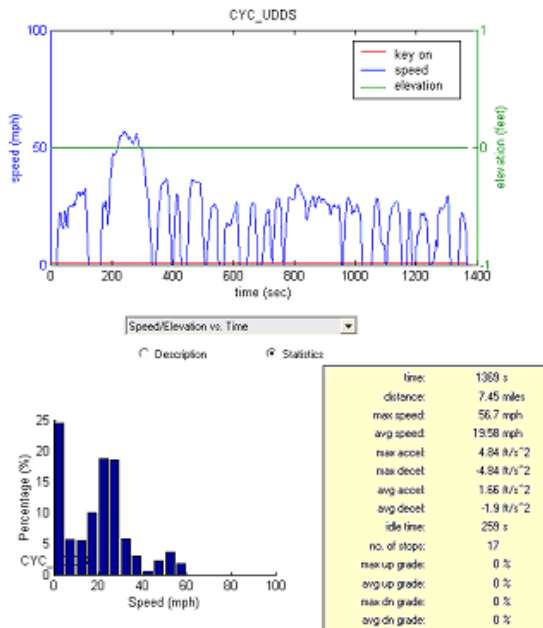 CYC_UDDS
100
50
0
speed (mph)
key on
speed
elevation
1
0
-1
elevation (feet)
0 200 400 600 800 1000 1200 1400
time (sec)
Speed/Elevation vs. Time
Description Statistics
25
20
15
10
5
0
Percentage (%)
CYC_
0 20 40 60 80 100
Speed (mph)
time: 1369 s
distance: 7.45 miles
max speed: 56.7 mph
avg speed: 19.58 mph
max accel: 4.84 ft/s^2
max decel: -4.84 ft/s^2
avg accel: 1.66 ft/s^2
avg decel: -1.9 ft/s^2
idle time: 259 s
no. of stops: 17
max up grade: 0 %
avg up grade: 0 %
max dn grade: 0 %
avg dn grade: 0 %